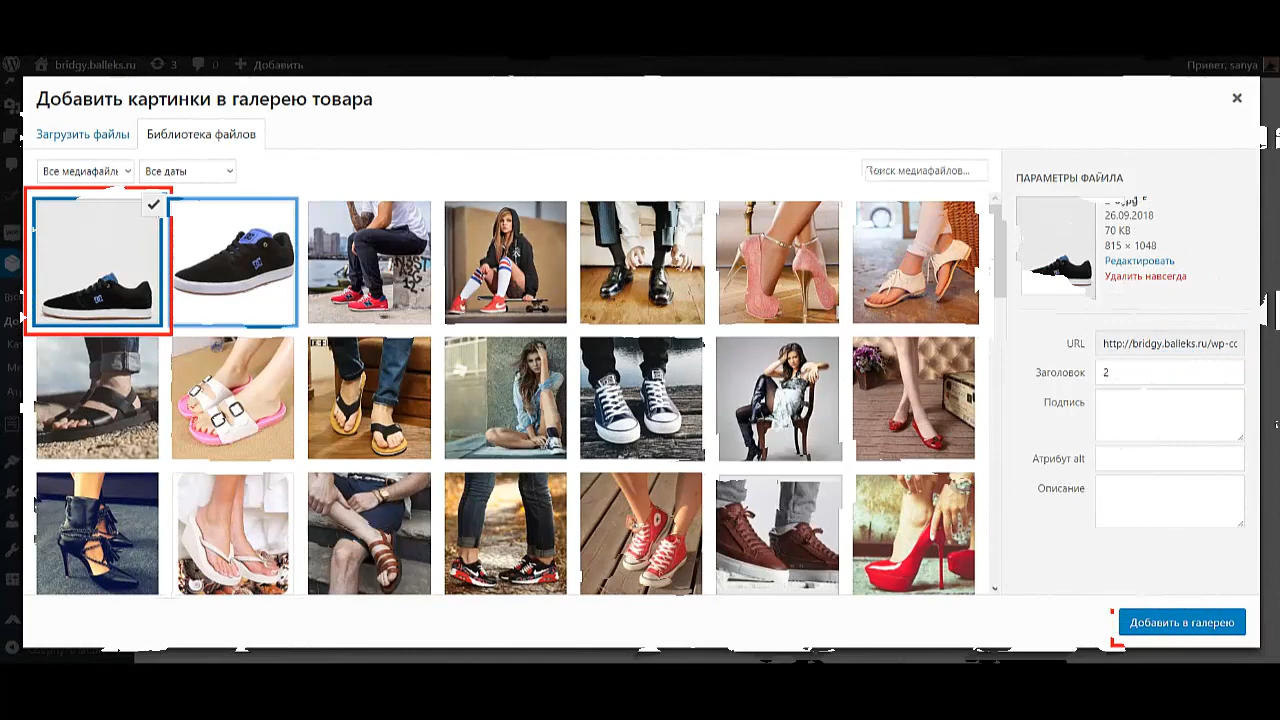 bridgy.balleks.ru 3 0 Добавить Привет, sanya
Добавить картинки в галерею товара
Загрузить файлы Библиотека файлов
Все медиафайль Все даты Поиск медиафайлов...
ПАРАМЕТРЫ ФАЙЛА
26.09.2018
70 KB
815 × 1048
Редактировать
Удалить навсегда
URL http://bridgy.balleks.ru/wp-co
Заголовок 2
Подпись
Атрибут alt
Описание
Добавить в галерею